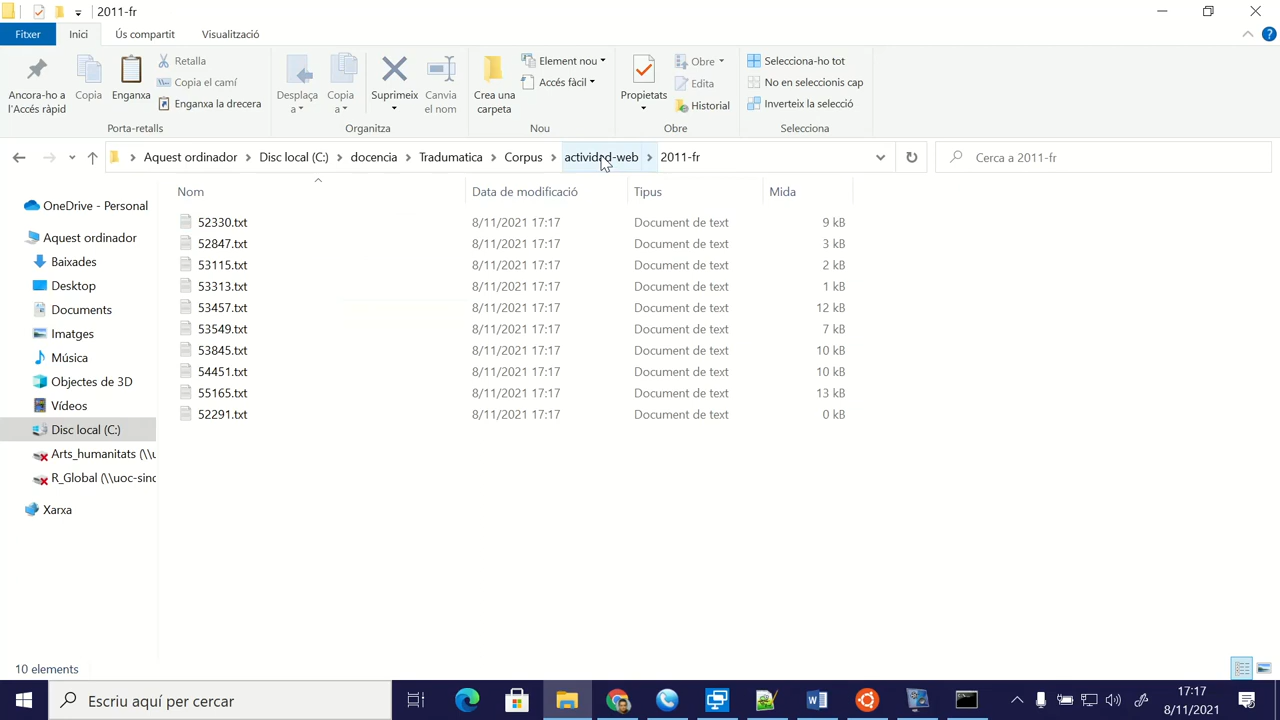 2011-fr
Fitxer Inici Ús compartit Visualització
Ancora-ho a l'Accés ràpid
Copia
Enganxa
Retalla
Copia el camí
Enganxa la drecera
Porta-retalls
Desplaça a
Copia a
Suprimeix
Canvia el nom
Organitza
Crea una carpeta
Element nou
Accés fàcil
Nou
Propietats
Obre
Edita
Historial
Obre
Selecciona-ho tot
No en seleccionis cap
Inverteix la selecció
Selecciona
Aquest ordinador > Disc local (C:) > docencia > Tradumatica > Corpus > actividad-web > 2011-fr
Cerca a 2011-fr
OneDrive - Personal
Aquest ordinador
Baixades
Desktop
Documents
Imatges
Música
Objectes de 3D
Vídeos
Disc local (C:)
Arts_humanitats (\\u
R_Global (\\uoc-sinc
Xarxa
Nom Data de modificació Tipus Mida
52330.txt 8/11/2021 17:17 Document de text 9 kB
52847.txt 8/11/2021 17:17 Document de text 3 kB
53115.txt 8/11/2021 17:17 Document de text 2 kB
53313.txt 8/11/2021 17:17 Document de text 1 kB
53457.txt 8/11/2021 17:17 Document de text 12 kB
53549.txt 8/11/2021 17:17 Document de text 7 kB
53845.txt 8/11/2021 17:17 Document de text 10 kB
54451.txt 8/11/2021 17:17 Document de text 10 kB
55165.txt 8/11/2021 17:17 Document de text 13 kB
52291.txt 8/11/2021 17:17 Document de text 0 kB
10 elements
Escriu aquí per cercar
17:17
8/11/2021